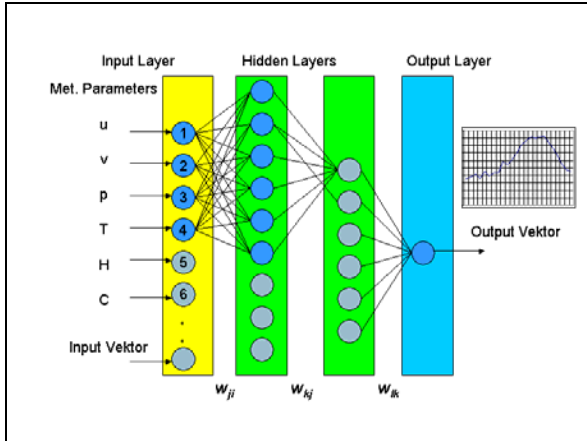 Input Layer Hidden Layers Output Layer
Met. Parameters
u 1
v 2
p 3
T 4
H 5
C 6
Input Vektor
Output Vektor
w_ji w_kj w_lk